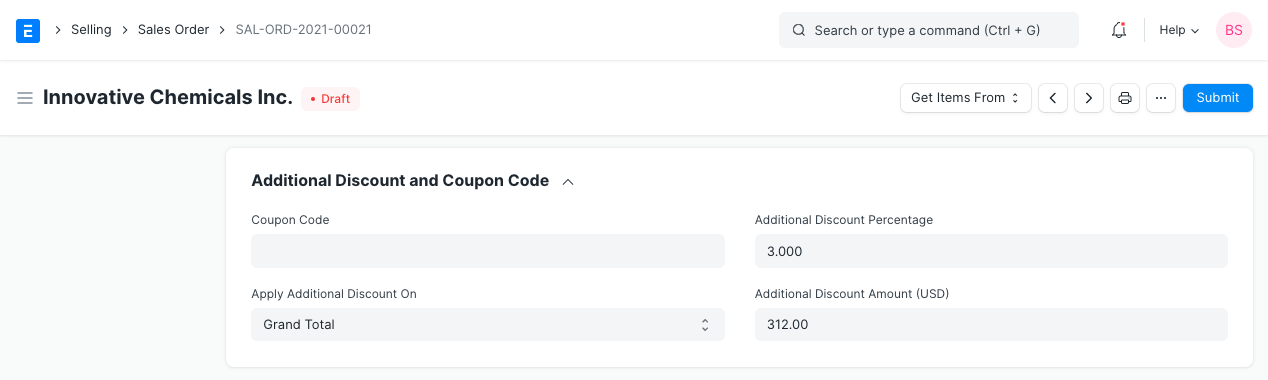 E Selling Sales Order SAL-ORD-2021-00021 Search or type a command (Ctrl + G) Help BS
Innovative Chemicals Inc. • Draft Get Items From ... Submit
Additional Discount and Coupon Code
Coupon Code Additional Discount Percentage
3.000
Apply Additional Discount On Additional Discount Amount (USD)
Grand Total 312.00